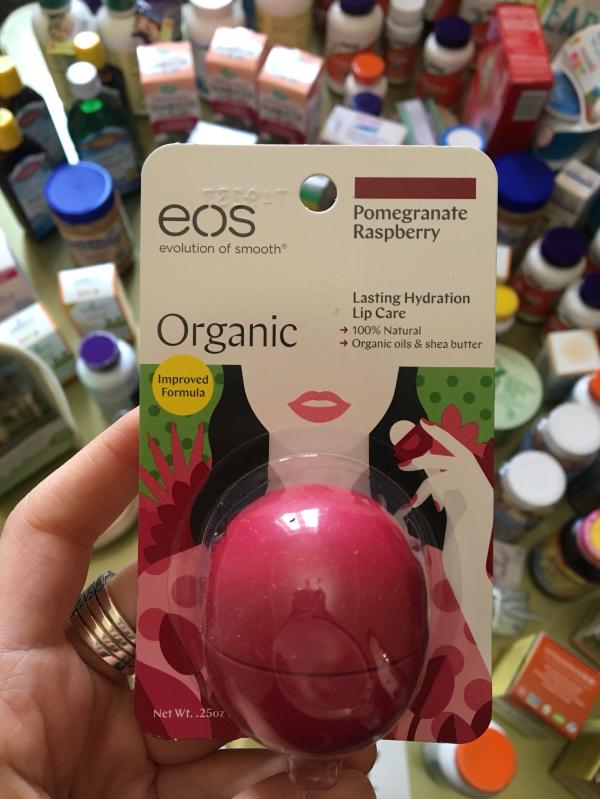 eos
evolution of smooth®
Pomegranate
Raspberry
Organic
Lasting Hydration
Lip Care
→ 100% Natural
→ Organic oils & shea butter
Improved
Formula
Net Wt. .25oz